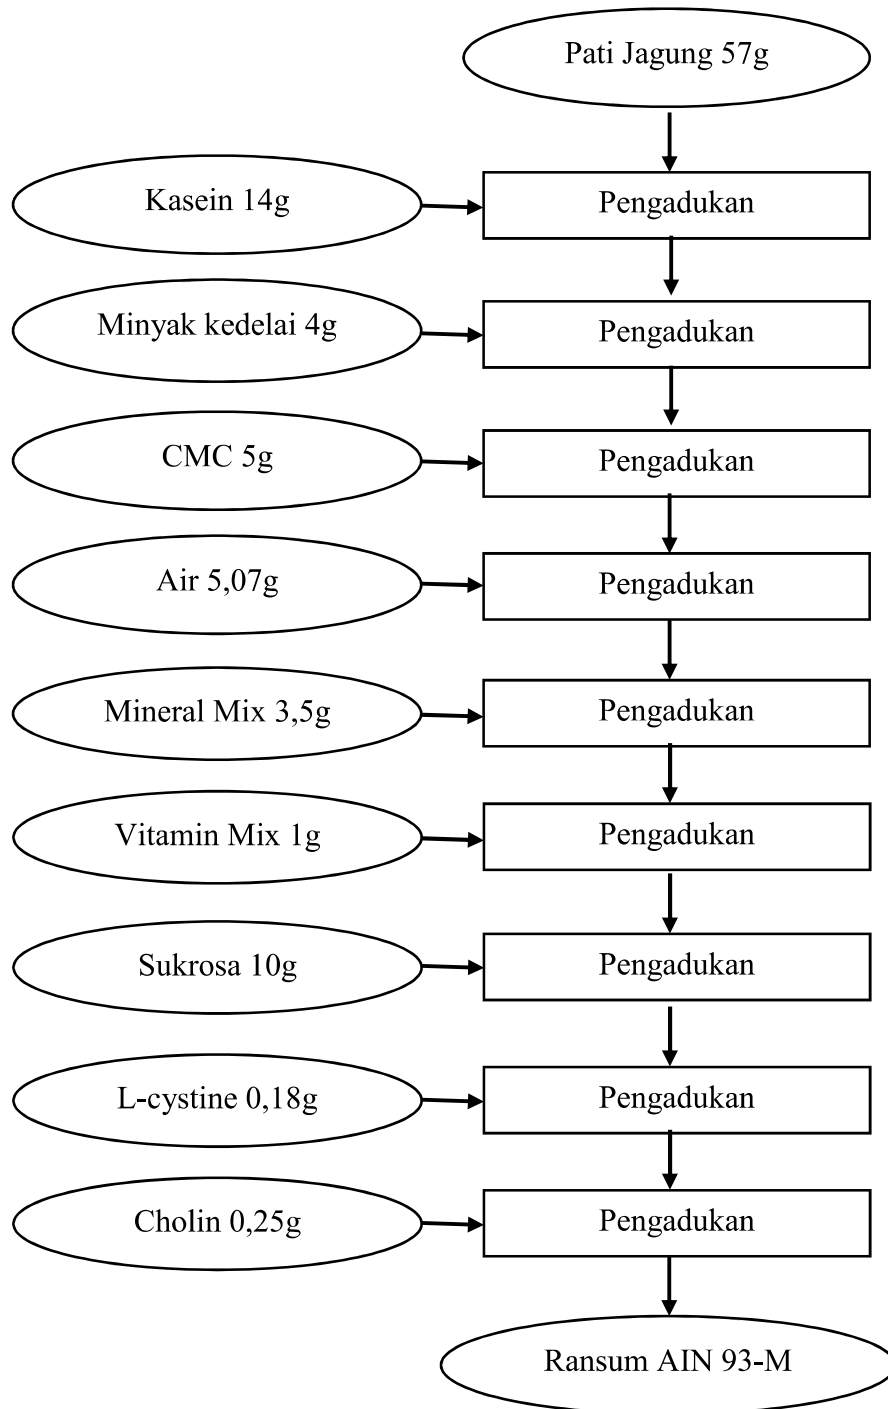 Pati Jagung 57g
Kasein 14g
Pengadukan
Minyak kedelai 4g
Pengadukan
CMC 5g
Pengadukan
Air 5,07g
Pengadukan
Mineral Mix 3,5g
Pengadukan
Vitamin Mix 1g
Pengadukan
Sukrosa 10g
Pengadukan
L-cystine 0,18g
Pengadukan
Cholin 0,25g
Pengadukan
Ransum AIN 93-M